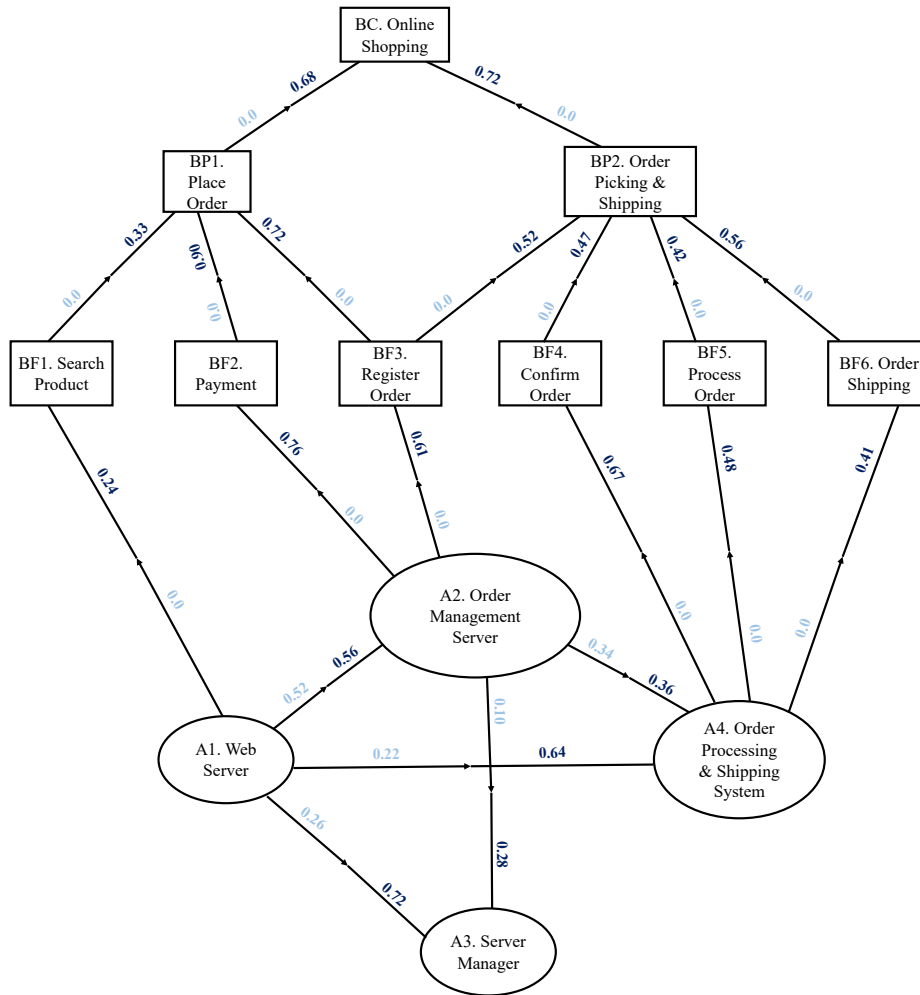 BC. Online
Shopping
0.68
0.72
0.0
0.0
BP1.
Place
Order
BP2. Order
Picking &
Shipping
0.33
0.90
0.72
0.52
0.47
0.42
0.56
0.0
0.0
0.0
0.0
0.0
0.0
0.0
BF1. Search
Product
BF2.
Payment
BF3.
Register
Order
BF4.
Confirm
Order
BF5.
Process
Order
BF6. Order
Shipping
0.24
0.76
0.61
0.67
0.48
0.41
0.0
0.0
0.0
0.0
0.0
0.0
A2. Order
Management
Server
0.52
0.56
0.34
0.36
0.10
A1. Web
Server
0.22
0.64
A4. Order
Processing
& Shipping
System
0.26
0.72
0.28
A3. Server
Manager